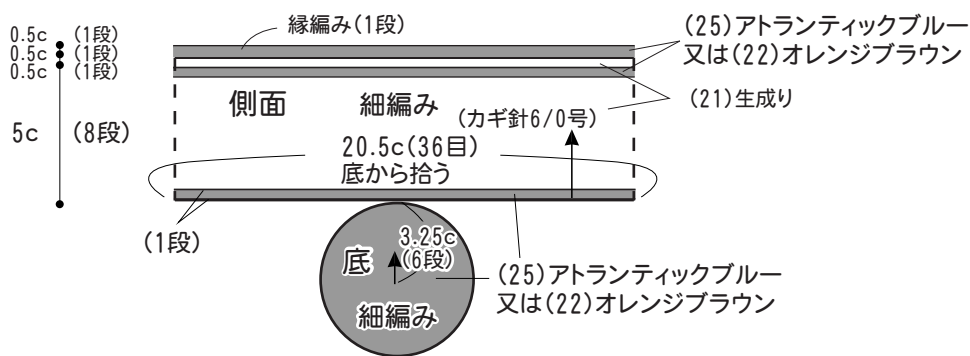 縁編み(1段)
0.5c (1段)
0.5c (1段)
0.5c (1段)
(25)アトランティックブルー
又は(22)オレンジブラウン
側面 細編み
(21)生成り
(カギ針6/0号)
5c (8段)
20.5c(36目)
底から拾う
(1段)
底
3.25c
(6段)
細編み
(25)アトランティックブルー
又は(22)オレンジブラウン